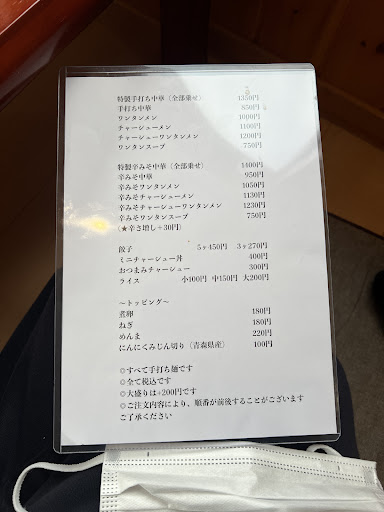 特製手打ち中華（全部乗せ） 1350円
手打ち中華 850円
ワンタンメン 1000円
チャーシューメン 1100円
チャーシューワンタンメン 1200円
ワンタンスープ 750円
特製辛みそ中華（全部乗せ） 1400円
辛みそ中華 950円
辛みそワンタンメン 1050円
辛みそチャーシューメン 1130円
辛みそチャーシューワンタンメン 1230円
辛みそワンタンスープ 750円
（★辛さ増し＋30円）
餃子 5ヶ450円 3ヶ270円
ミニチャーシュー丼 400円
おつまみチャーシュー 300円
ライス 小100円 中150円 大200円
〜トッピング〜
煮卵 180円
ねぎ 180円
めんま 220円
にんにくみじん切り（青森県産） 100円
◎すべて手打ち麺です
◎全て税込です
◎大盛りは+200円です
◎ご注文内容により、順番が前後することがございます
ご了承ください